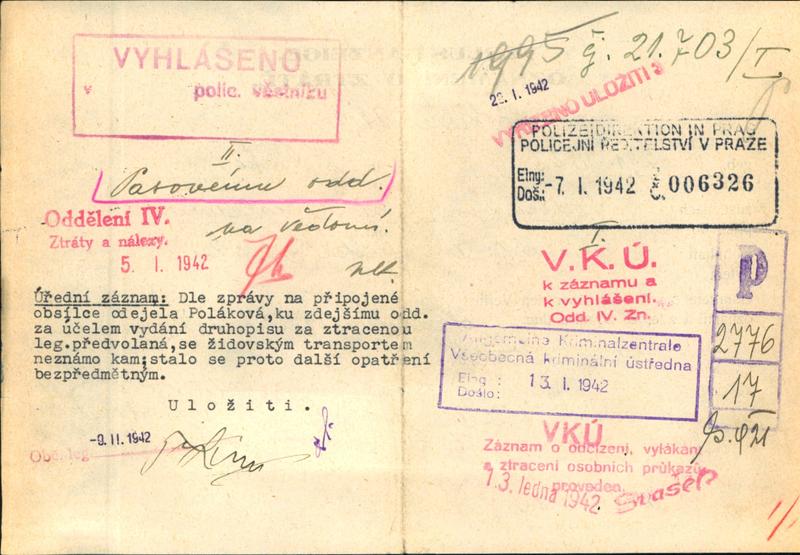 VYHLÁŠENO
polic. věstníku
II.
Pasovému odd.
na vědomí.
Oddělení IV.
Ztráty a nálezy.
5. I. 1942
Úřední záznam: Dle zprávy na připojené
obsílce odejela Poláková,ku zdejšímu odd.
za účelem vydání druhopisu za ztracenou
leg.předvolaná,se židovským transportem
neznámo kam;stalo se proto další opatření
bezpředmětným.
Uložiti.
-9.II.1942
Obd. leg.
1995 č. 21.703/I
23. I. 1942
ULOŽITI
POLIZEIDIREKTION IN PRAG
POLICEJNÍ ŘEDITELSTVÍ V PRAZE
Elng:
Doš.:
-7. I. 1942
006326
I.
V.K.Ú.
k záznamu a
k vyhlášení.
Odd. IV. Zn.
Allgemeine Kriminalzentrale
Všeobecná kriminální ústředna
Elng:
Došlo:
13. I. 1942
P
2776
17
VKÚ
Záznam o odcizení, vylákání
a ztracení osobních průkazů
proveden.
13. ledna 1942